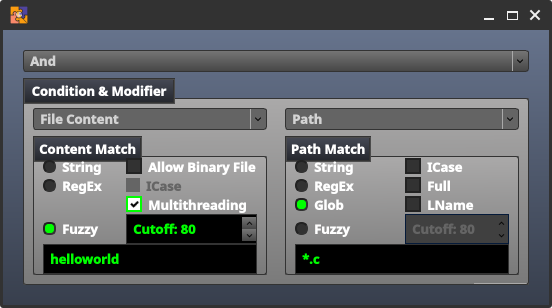 And
Condition & Modifier
File Content
Path
Content Match
String
Allow Binary File
RegEx
ICase
Multithreading
Fuzzy
Cutoff: 80
helloworld
Path Match
String
ICase
RegEx
Full
Glob
LName
Fuzzy
Cutoff: 80
*.c